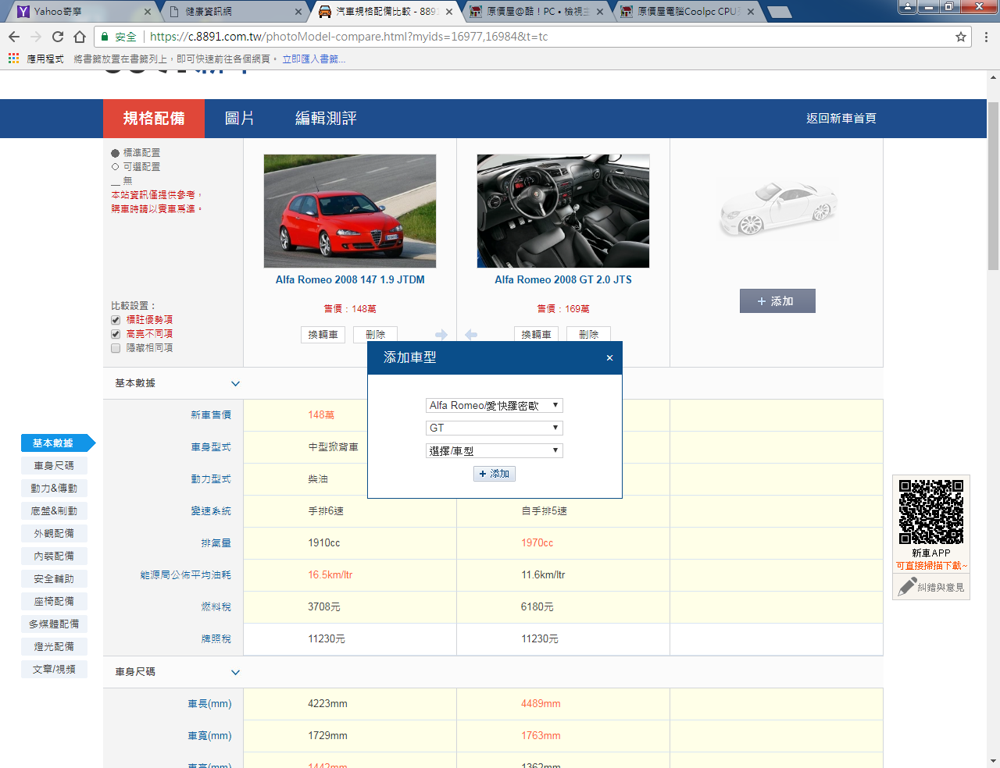 Yahoo奇摩
健康資訊網
汽車規格配備比較 - 889
原價屋@酷！PC • 檢視主
原價屋電腦Coolpc CPU
安全
https://c.8891.com.tw/photoModel-compare.html?myids=16977,16984&t=tc
應用程式
將書籤放置在書籤列上，即可快速前往各個網頁。 立即匯入書籤...
規格配備
圖片
編輯測評
返回新車首頁
標準配置
可選配置
無
本站資訊僅提供參考，
購車時請以賣車為準。
比較設置：
標註優勢項
高亮不同項
隱藏相同項
Alfa Romeo 2008 147 1.9 JTDM
售價：148萬
換輛車
刪除
Alfa Romeo 2008 GT 2.0 JTS
售價：169萬
換輛車
刪除
+ 添加
添加車型
×
Alfa Romeo/愛快羅密歐
GT
選擇/車型
+ 添加
基本數據
新車售價 148萬
車身型式 中型掀背車
動力型式 柴油
變速系統 手排6速 自手排5速
排氣量 1910cc 1970cc
能源局公佈平均油耗 16.5km/ltr 11.6km/ltr
燃料稅 3708元 6180元
牌照稅 11230元 11230元
車身尺碼
車長(mm) 4223mm 4489mm
車寬(mm) 1729mm 1763mm
車高(mm) 1442mm 1362mm
基本數據
車身尺碼
動力&傳動
底盤&制動
外觀配備
內裝配備
安全輔助
座椅配備
多媒體配備
燈光配備
文章/視頻
新車APP
可直接掃描下載~
糾錯與意見